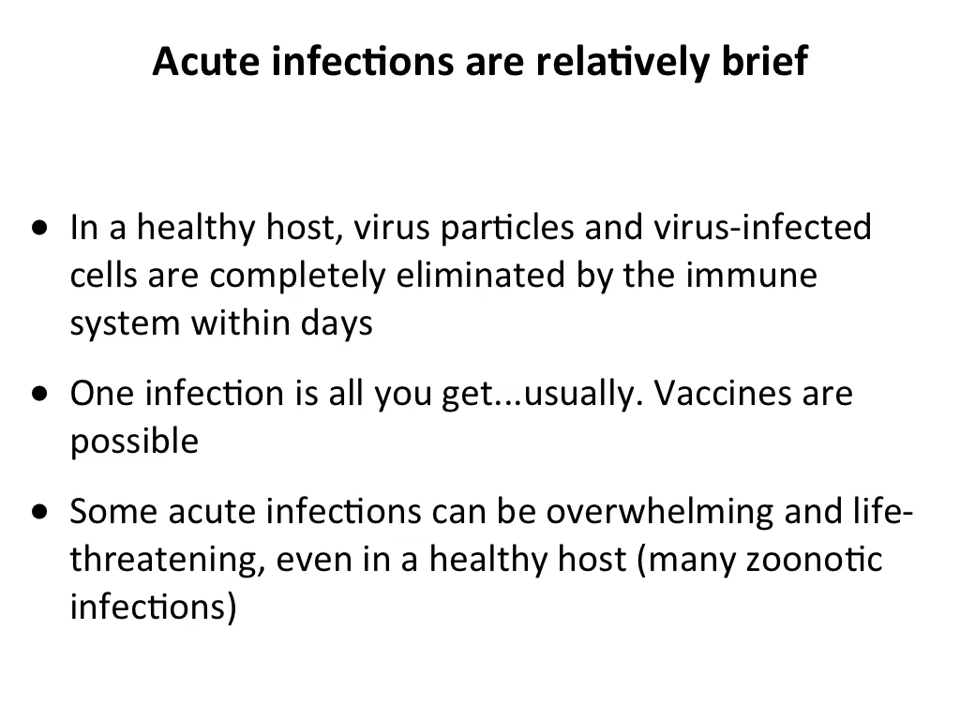 Acute infections are relatively brief
• In a healthy host, virus particles and virus-infected
cells are completely eliminated by the immune
system within days
• One infection is all you get...usually. Vaccines are
possible
• Some acute infections can be overwhelming and life-
threatening, even in a healthy host (many zoonotic
infections)